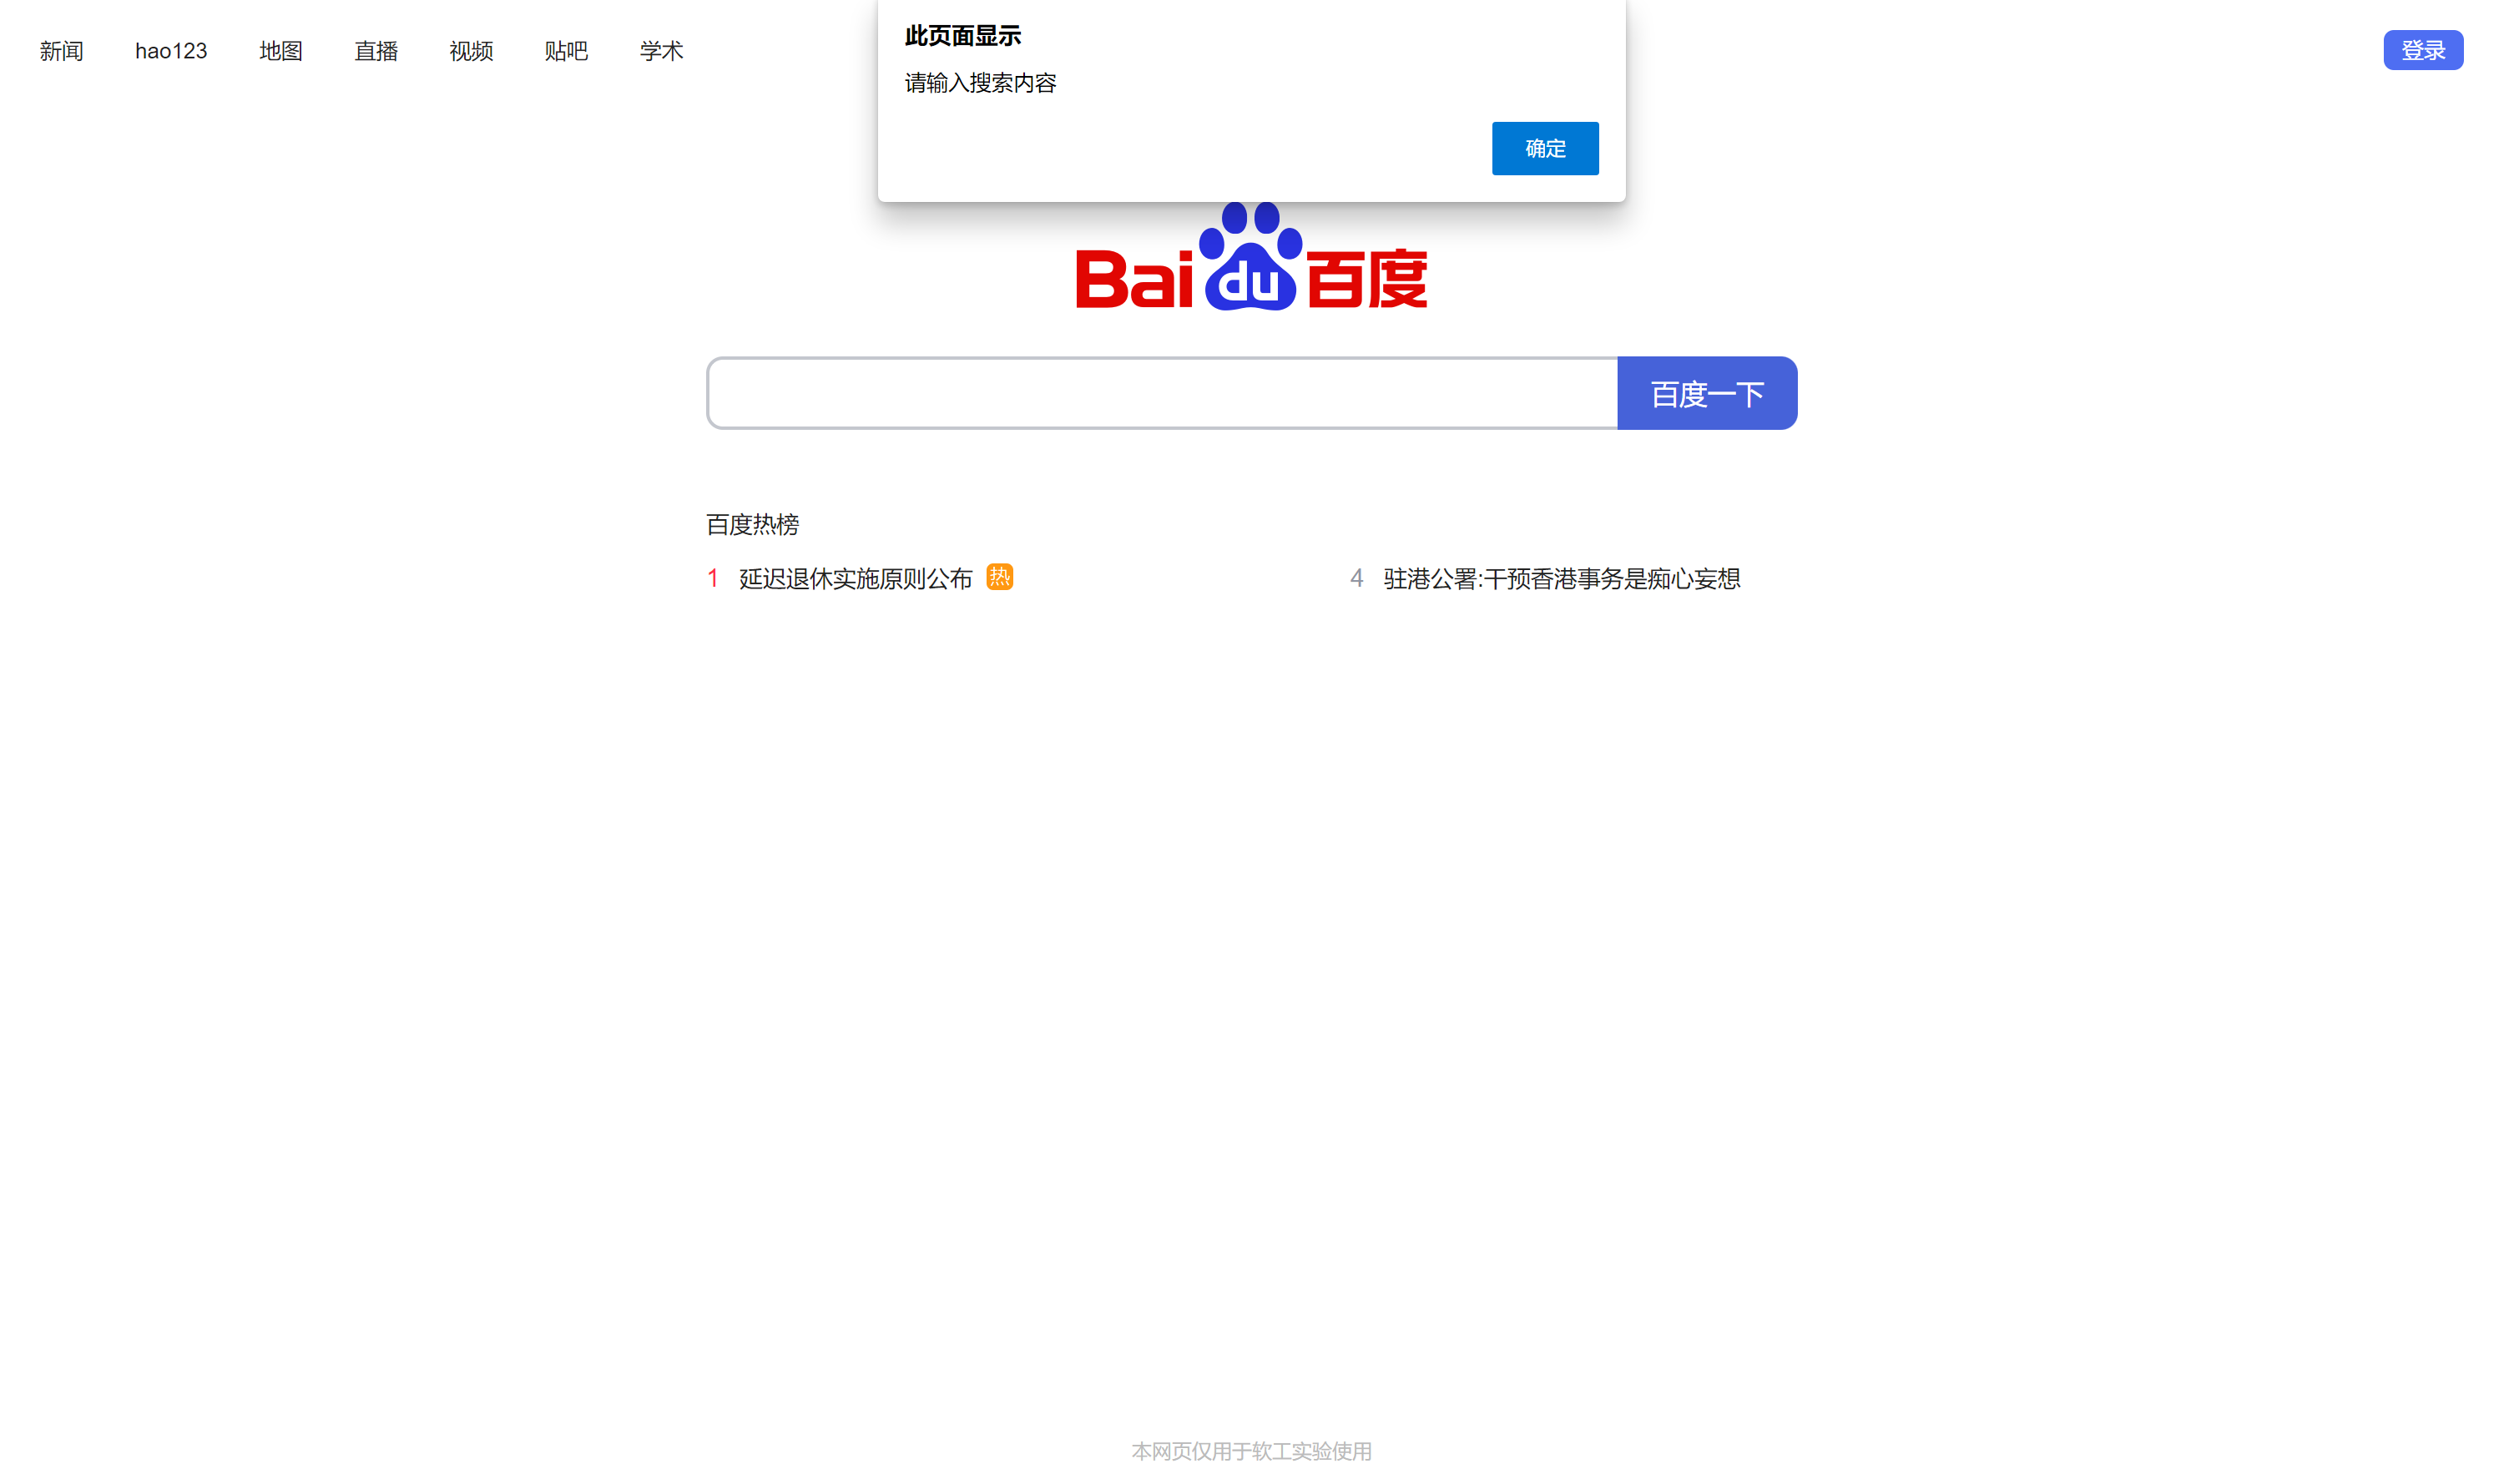 新闻 hao123 地图 直播 视频 贴吧 学术
此页面显示
请输入搜索内容
确定
登录
Bai du 百度
百度一下
百度热榜
1 延迟退休实施原则公布 热
4 驻港公署:干预香港事务是痴心妄想
本网页仅用于软工实验使用